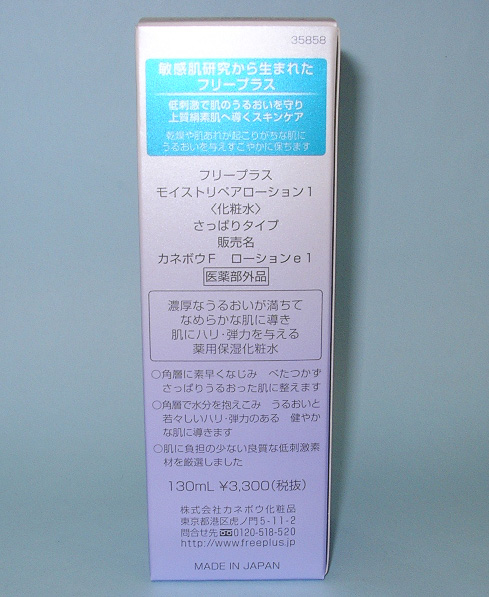 35858
敏感肌研究から生まれた
フリープラス
低刺激で肌のうるおいを守り
上質絹素肌へ導くスキンケア
乾燥や肌あれが起こりがちな肌に
うるおいを与えすこやかに保ちます
フリープラス
モイストリペアローション1
〈化粧水〉
さっぱりタイプ
販売名
カネボウF ローションe1
医薬部外品
濃厚なうるおいが満ちて
なめらかな肌に導き
肌にハリ・弾力を与える
薬用保湿化粧水
○角層に素早くなじみ べたつかず
さっぱりうるおった肌に整えます
○角層で水分を抱えこみ うるおいと
若々しいハリ・弾力のある 健やか
な肌に導きます
○肌に負担の少ない良質な低刺激素
材を厳選しました
130mL ¥3,300(税抜)
株式会社カネボウ化粧品
東京都港区虎ノ門5-11-2
問合せ先 0120-518-520
http://www.freeplus.jp
MADE IN JAPAN